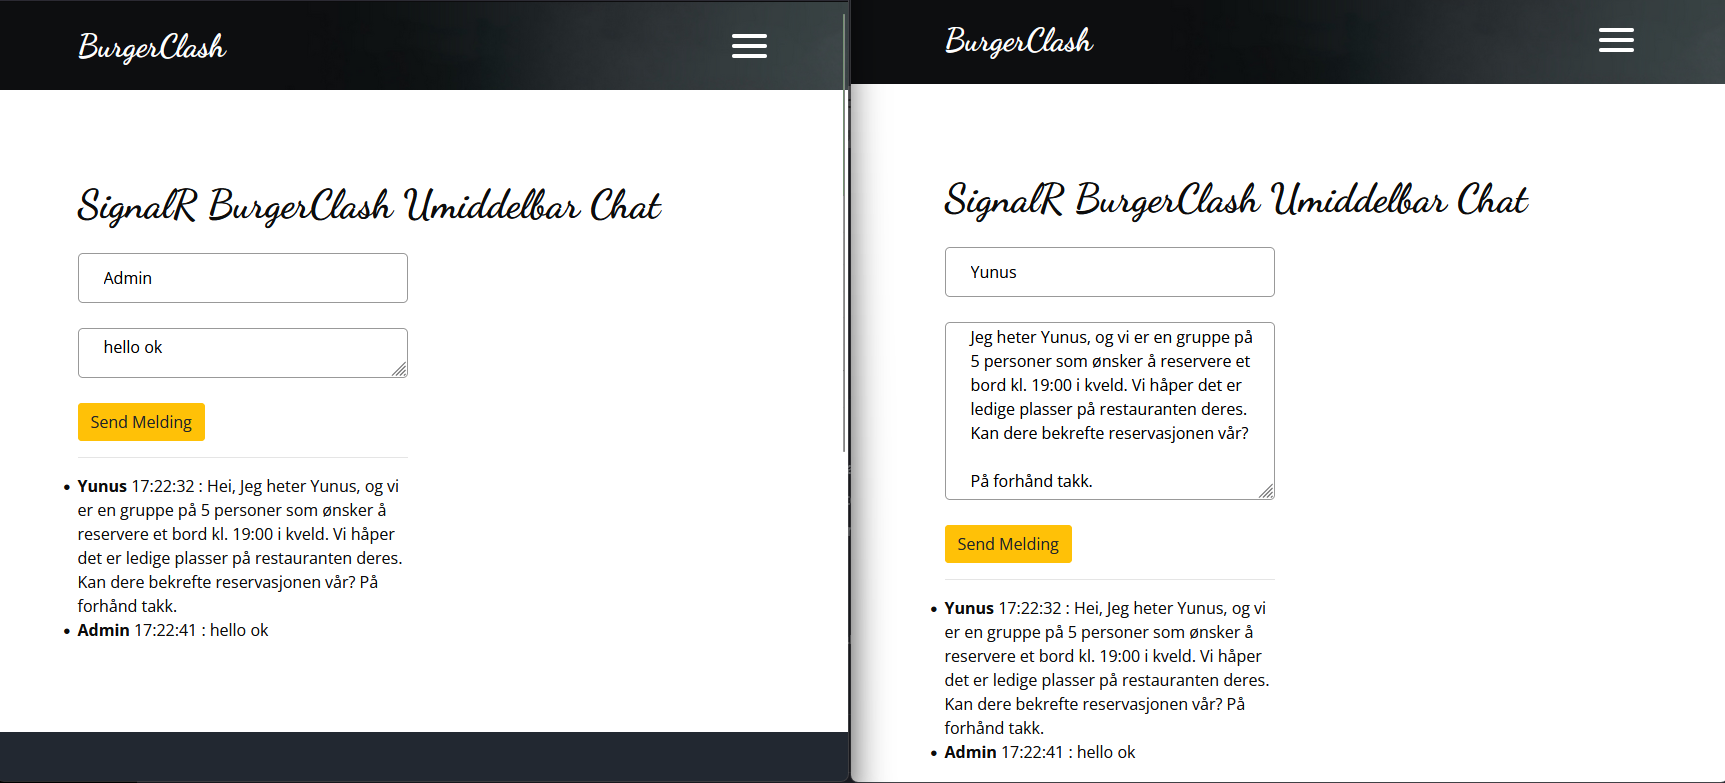 BurgerClash
SignalR BurgerClash Umiddelbar Chat
Admin
hello ok
Send Melding
Yunus 17:22:32 : Hei, Jeg heter Yunus, og vi
er en gruppe på 5 personer som ønsker å
reservere et bord kl. 19:00 i kveld. Vi håper
det er ledige plasser på restauranten deres.
Kan dere bekrefte reservasjonen vår? På
forhånd takk.
Admin 17:22:41 : hello ok
BurgerClash
SignalR BurgerClash Umiddelbar Chat
Yunus
Jeg heter Yunus, og vi er en gruppe på
5 personer som ønsker å reservere et
bord kl. 19:00 i kveld. Vi håper det er
ledige plasser på restauranten deres.
Kan dere bekrefte reservasjonen vår?
På forhånd takk.
Send Melding
Yunus 17:22:32 : Hei, Jeg heter Yunus, og vi
er en gruppe på 5 personer som ønsker å
reservere et bord kl. 19:00 i kveld. Vi håper
det er ledige plasser på restauranten deres.
Kan dere bekrefte reservasjonen vår? På
forhånd takk.
Admin 17:22:41 : hello ok